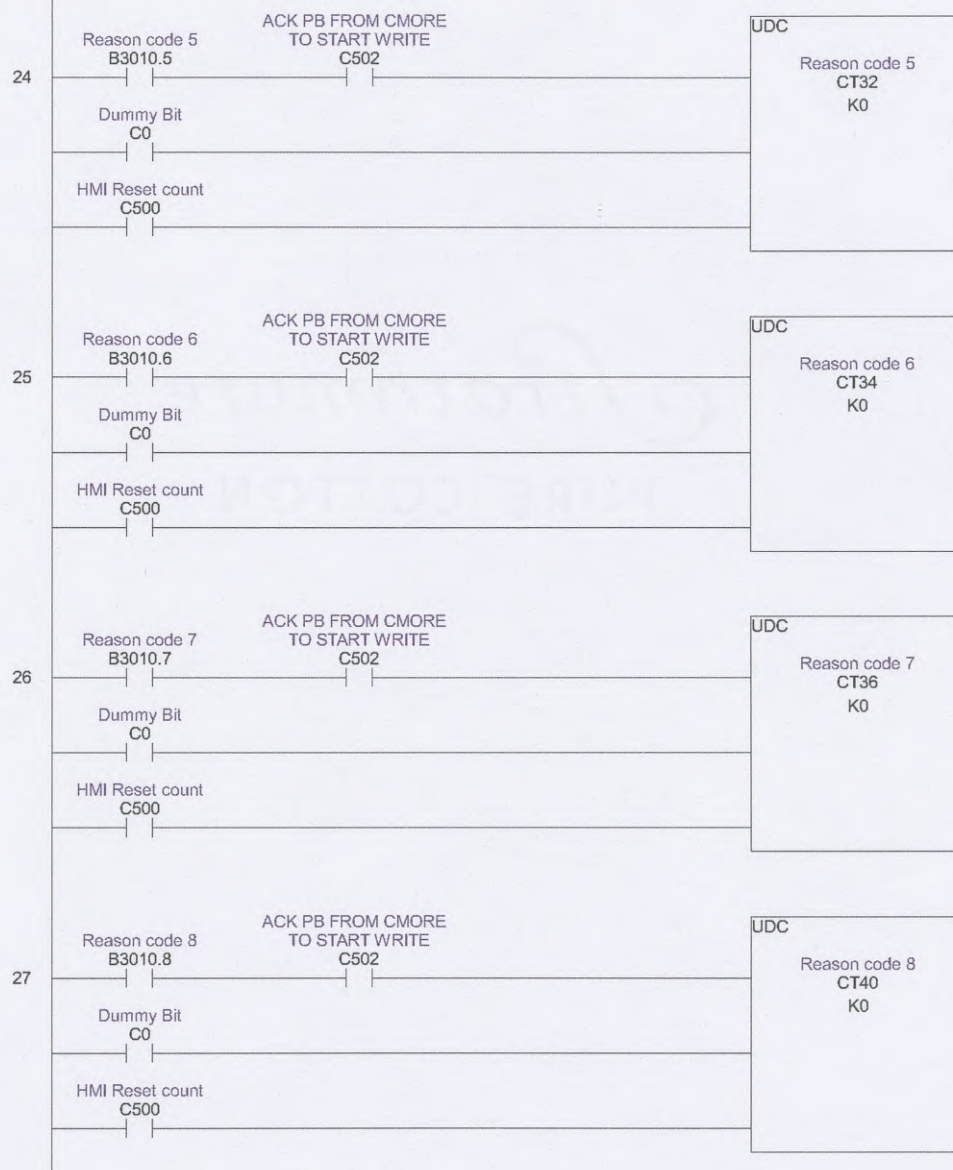 ACK PB FROM CMORE
TO START WRITE
Reason code 5
B3010.5
C502
UDC
Reason code 5
CT32
K0
24
Dummy Bit
C0
HMI Reset count
C500
ACK PB FROM CMORE
TO START WRITE
Reason code 6
B3010.6
C502
UDC
Reason code 6
CT34
K0
25
Dummy Bit
C0
HMI Reset count
C500
ACK PB FROM CMORE
TO START WRITE
Reason code 7
B3010.7
C502
UDC
Reason code 7
CT36
K0
26
Dummy Bit
C0
HMI Reset count
C500
ACK PB FROM CMORE
TO START WRITE
Reason code 8
B3010.8
C502
UDC
Reason code 8
CT40
K0
27
Dummy Bit
C0
HMI Reset count
C500
PURE COTTON